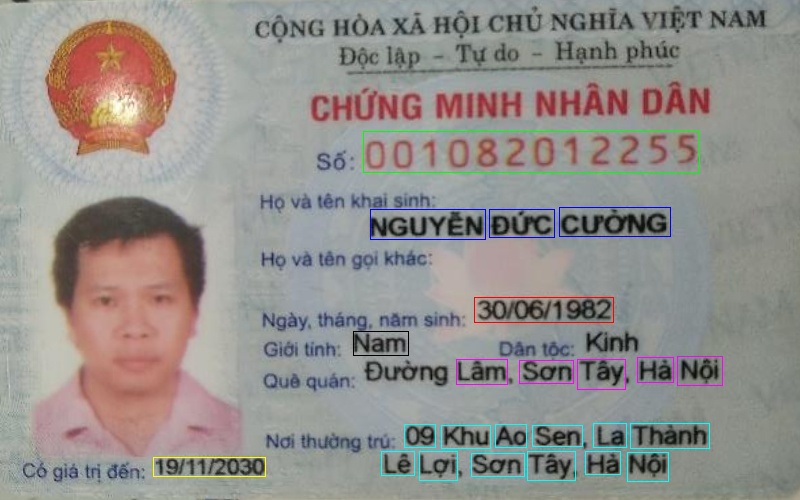 CỘNG HÒA XÃ HỘI CHỦ NGHĨA VIỆT NAM
Độc lập - Tự do - Hạnh phúc
CHỨNG MINH NHÂN DÂN
Số: 001082012255
Họ và tên khai sinh:
NGUYỄN ĐỨC CƯỜNG
Họ và tên gọi khác:
Ngày, tháng, năm sinh: 30/06/1982
Giới tính: Nam Dân tộc: Kinh
Quê quán: Đường Lâm, Sơn Tây, Hà Nội
Nơi thường trú: 09 Khu Ao Sen, La Thành
Lê Lợi, Sơn Tây, Hà Nội
Có giá trị đến: 19/11/2030